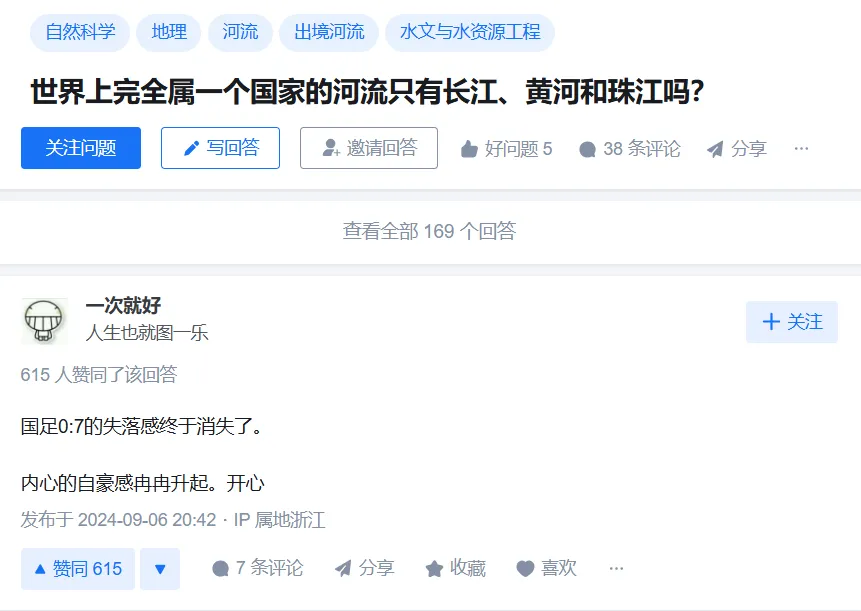 自然科学 地理 河流 出境河流 水文与水资源工程
世界上完全属一个国家的河流只有长江、黄河和珠江吗?
关注问题 写回答 邀请回答 好问题 5 38 条评论 分享 ···
查看全部 169 个回答
一次就好
人生也就图一乐
+ 关注
615 人赞同了该回答
国足0:7的失落感终于消失了。
内心的自豪感冉冉升起。开心
发布于 2024-09-06 20:42 · IP 属地浙江
赞同 615 7 条评论 分享 收藏 喜欢 ···